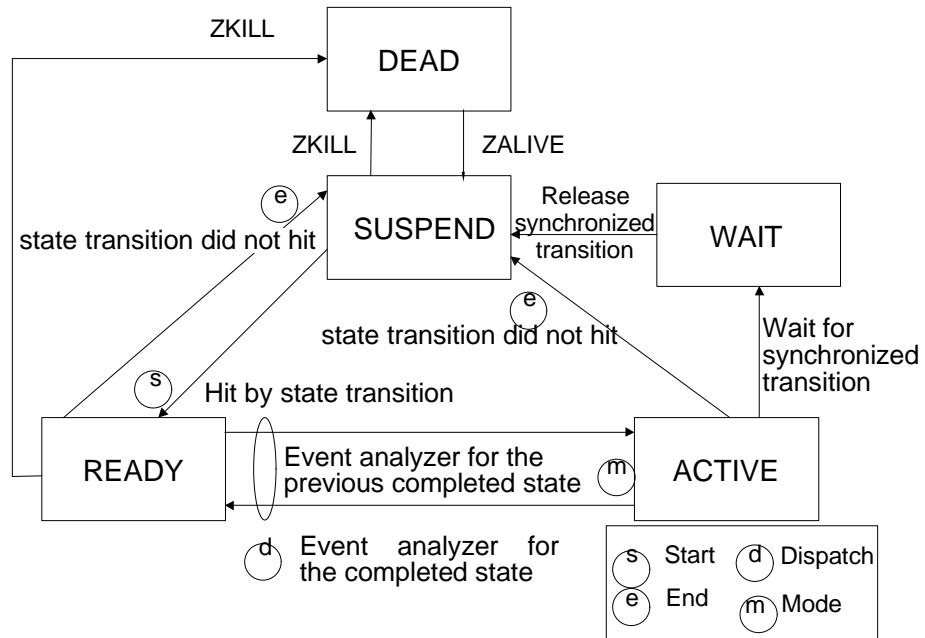 ZKILL
DEAD
ZKILL
ZALIVE
e
state transition did not hit
SUSPEND
Release
synchronized
transition
WAIT
e
state transition did not hit
Wait for
synchronized
transition
s
Hit by state transition
READY
Event analyzer for the
previous completed state
m
ACTIVE
d
Event analyzer for
the completed state
s Start
d Dispatch
e End
m Mode